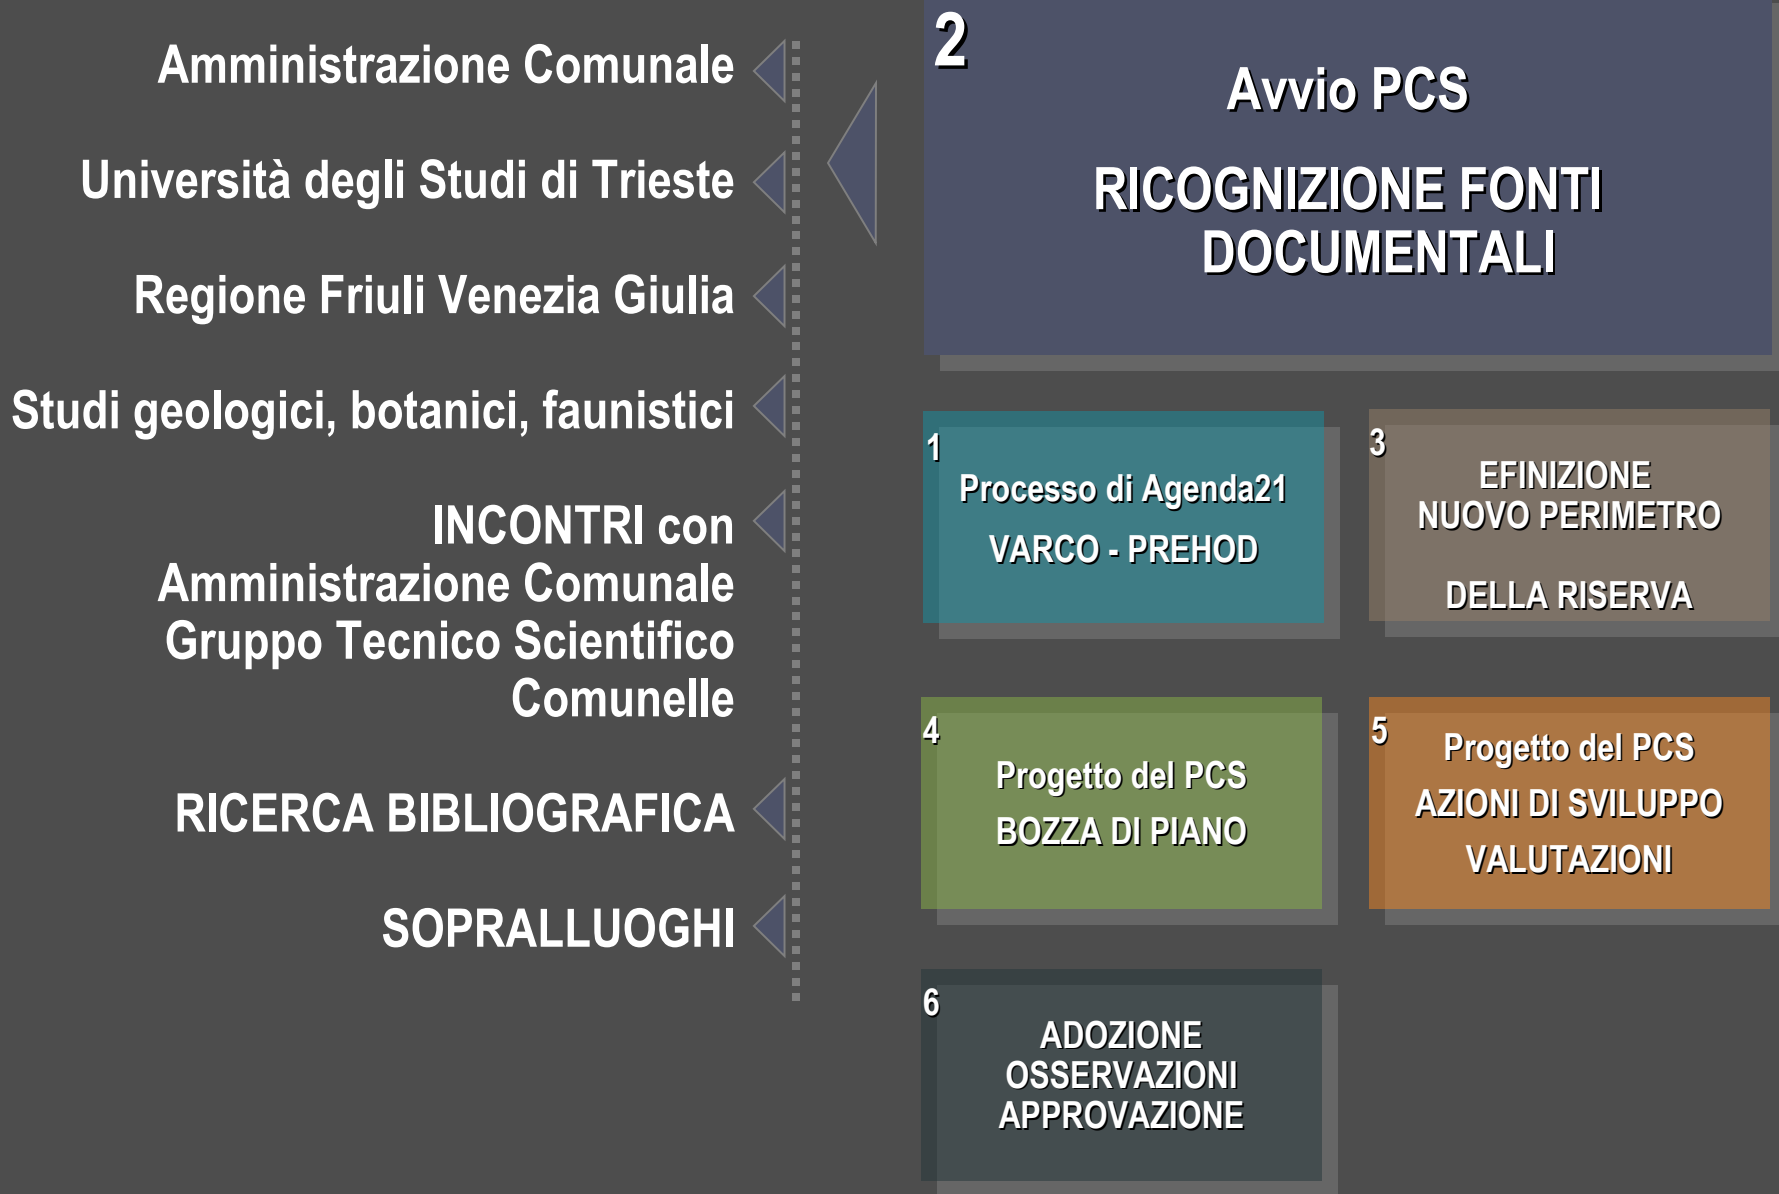 Amministrazione Comunale
Università degli Studi di Trieste
Regione Friuli Venezia Giulia
Studi geologici, botanici, faunistici
INCONTRI con
Amministrazione Comunale
Gruppo Tecnico Scientifico
Comunelle
RICERCA BIBLIOGRAFICA
SOPRALLUOGHI
2
Avvio PCS
RICOGNIZIONE FONTI
DOCUMENTALI
1
Processo di Agenda21
VARCO - PREHOD
3
EFINIZIONE
NUOVO PERIMETRO
DELLA RISERVA
4
Progetto del PCS
BOZZA DI PIANO
5
Progetto del PCS
AZIONI DI SVILUPPO
VALUTAZIONI
6
ADOZIONE
OSSERVAZIONI
APPROVAZIONE